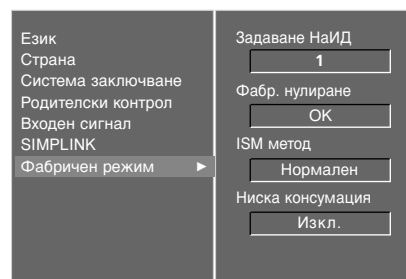 Език
Страна
Система заключване
Родителски контрол
Входен сигнал
SIMPLINK
Фабричен режим ►
Задаване НаИД
1
Фабр. нулиране
ОК
ISM метод
Нормален
Ниска консумация
Изкл.